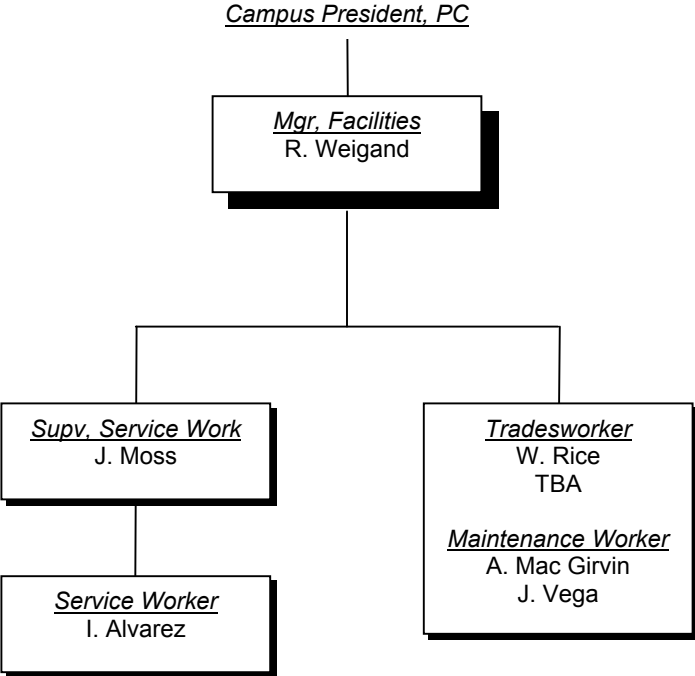 Campus President, PC
Mgr, Facilities
R. Weigand
Supv, Service Work
J. Moss
Service Worker
I. Alvarez
Tradesworker
W. Rice
TBA
Maintenance Worker
A. Mac Girvin
J. Vega